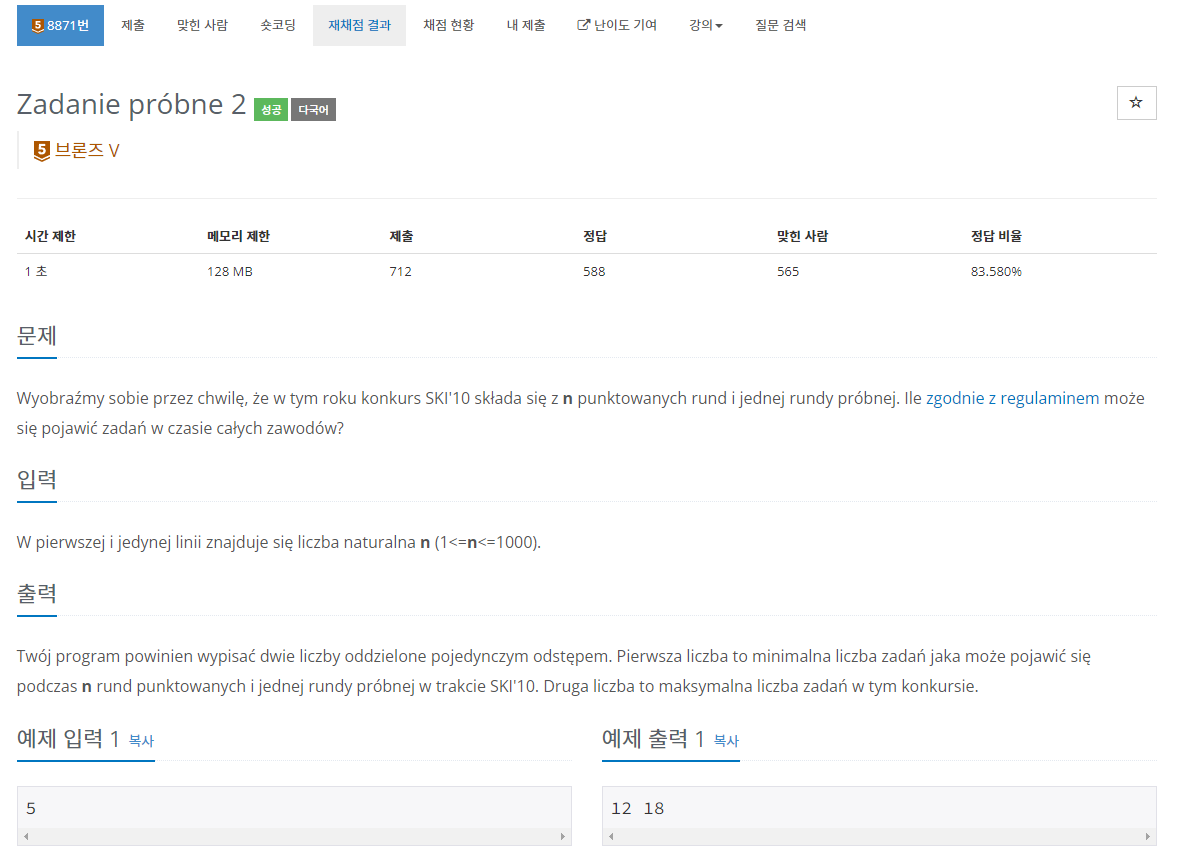 5 8871번 제출 맞힌 사람 숏코딩 재채점 결과 채점 현황 내 제출 난이도 기여 강의 질문 검색
Zadanie próbne 2 성공 다국어
5 브론즈 V
시간 제한 메모리 제한 제출 정답 맞힌 사람 정답 비율
1 초 128 MB 712 588 565 83.580%
문제
Wyobraźmy sobie przez chwilę, że w tym roku konkurs SKI'10 składa się z n punktowanych rund i jednej rundy próbnej. Ile zgodnie z regulaminem może
się pojawić zadań w czasie całych zawodów?
입력
W pierwszej i jedynej linii znajduje się liczba naturalna n (1<=n<=1000).
출력
Twój program powinien wypisać dwie liczby oddzielone pojedynczym odstępem. Pierwsza liczba to minimalna liczba zadań jaka może pojawić się
podczas n rund punktowanych i jednej rundy próbnej w trakcie SKI'10. Druga liczba to maksymalna liczba zadań w tym konkursie.
예제 입력 1 복사
5
예제 출력 1 복사
12 18